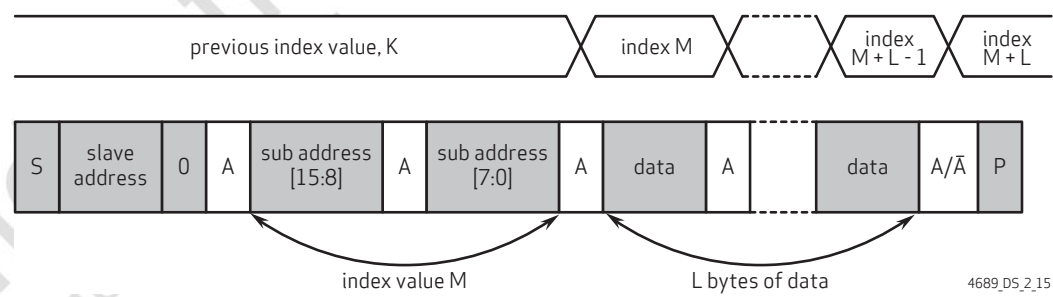 previous index value, K
index M
index
M + L - 1
index
M + L
S
slave
address
0
A
sub address
[15:8]
A
sub address
[7:0]
A
data
A
data
A/Ā
P
index value M
L bytes of data
4689_DS_2_15